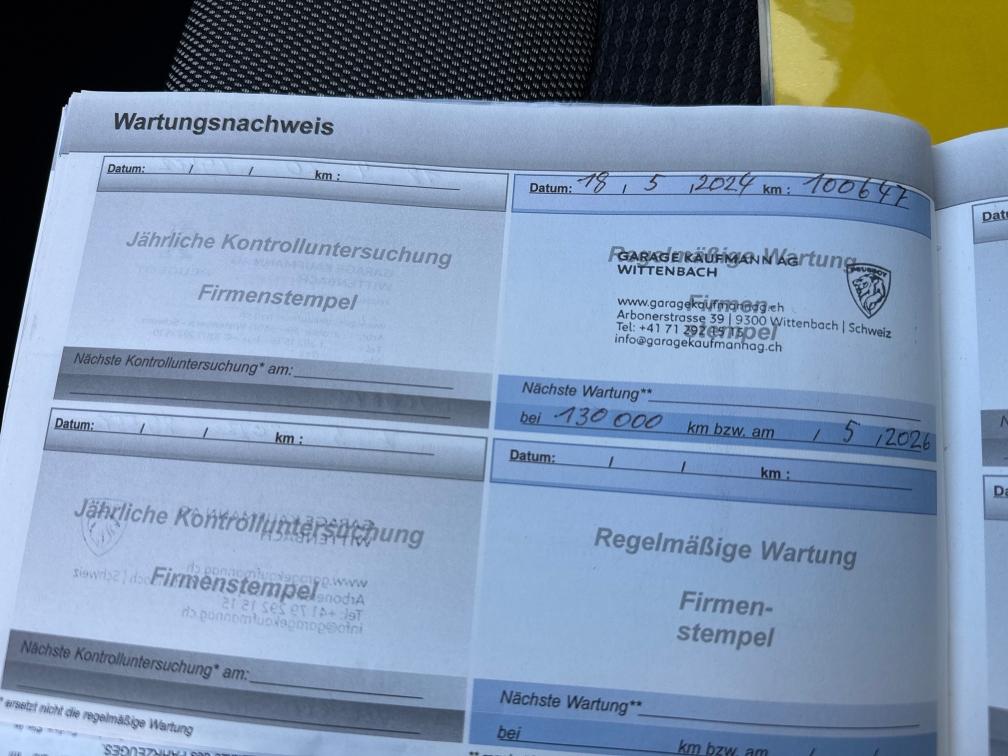 Wartungsnachweis
Datum: / / km :
Jährliche Kontrolluntersuchung
Firmenstempel
Nächste Kontrolluntersuchung* am:
Datum: 18 / 5 / 2024 km : 100647
Regelmäßige Wartung
GARAGE KAUFMANN AG
WITTENBACH
PEUGEOT
Firmen-
stempel
www.garagekaufmannag.ch
Arbonerstrasse 39 | 9300 Wittenbach | Schweiz
Tel: +41 71 292
info@garagekaufmannag.ch
Nächste Wartung**
bei 130 000 km bzw. am / 5 / 2026
Datum: / / km :
Jährliche Kontrolluntersuchung
Firmenstempel
Nächste Kontrolluntersuchung* am:
* ersetzt nicht die regelmäßige Wartung
Datum: / / km :
Regelmäßige Wartung
Firmen-
stempel
Nächste Wartung**
bei km bzw. am /